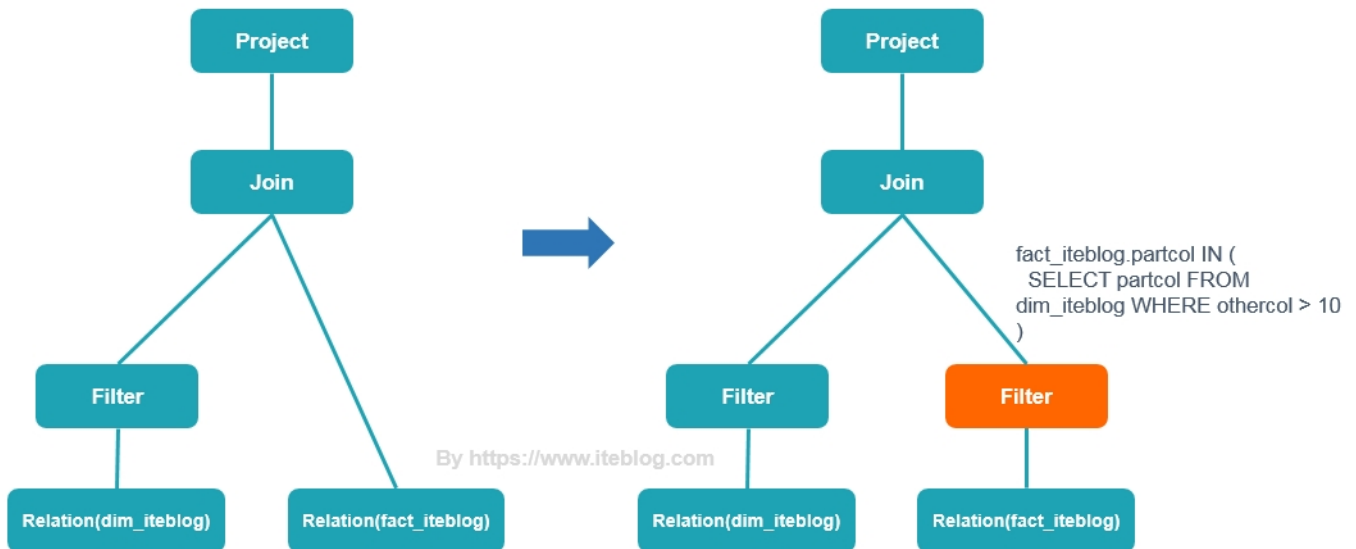 Project
Project
Join
Join
fact_iteblog.partcol IN (
SELECT partcol FROM
dim_iteblog WHERE othercol > 10
)
Filter
Filter
Filter
By https://www.iteblog.com
Relation(dim_iteblog)
Relation(fact_iteblog)
Relation(dim_iteblog)
Relation(fact_iteblog)